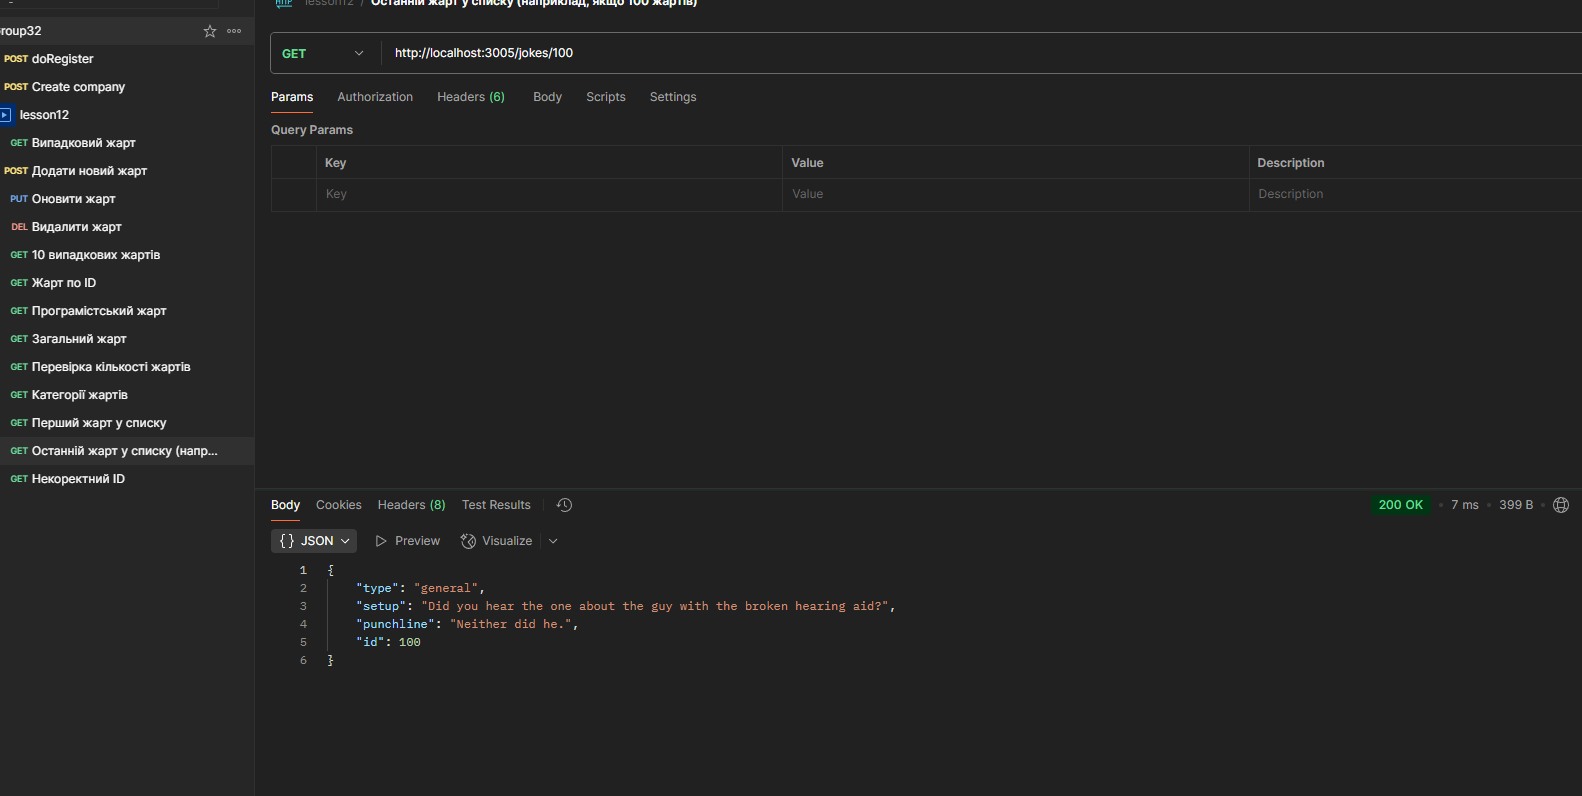 lesson12 / Останній жарт у списку (наприклад, якщо 100 жартів)
roup32
POST doRegister
POST Create company
lesson12
GET Випадковий жарт
POST Додати новий жарт
PUT Оновити жарт
DEL Видалити жарт
GET 10 випадкових жартів
GET Жарт по ID
GET Програмістський жарт
GET Загальний жарт
GET Перевірка кількості жартів
GET Категорії жартів
GET Перший жарт у списку
GET Останній жарт у списку (напр...
GET Некоректний ID
GET http://localhost:3005/jokes/100
Params Authorization Headers (6) Body Scripts Settings
Query Params
Key Value Description
Key Value Description
Body Cookies Headers (8) Test Results 200 OK • 7 ms • 399 B •
{} JSON Preview Visualize
1 {
2 "type": "general",
3 "setup": "Did you hear the one about the guy with the broken hearing aid?",
4 "punchline": "Neither did he.",
5 "id": 100
6 }